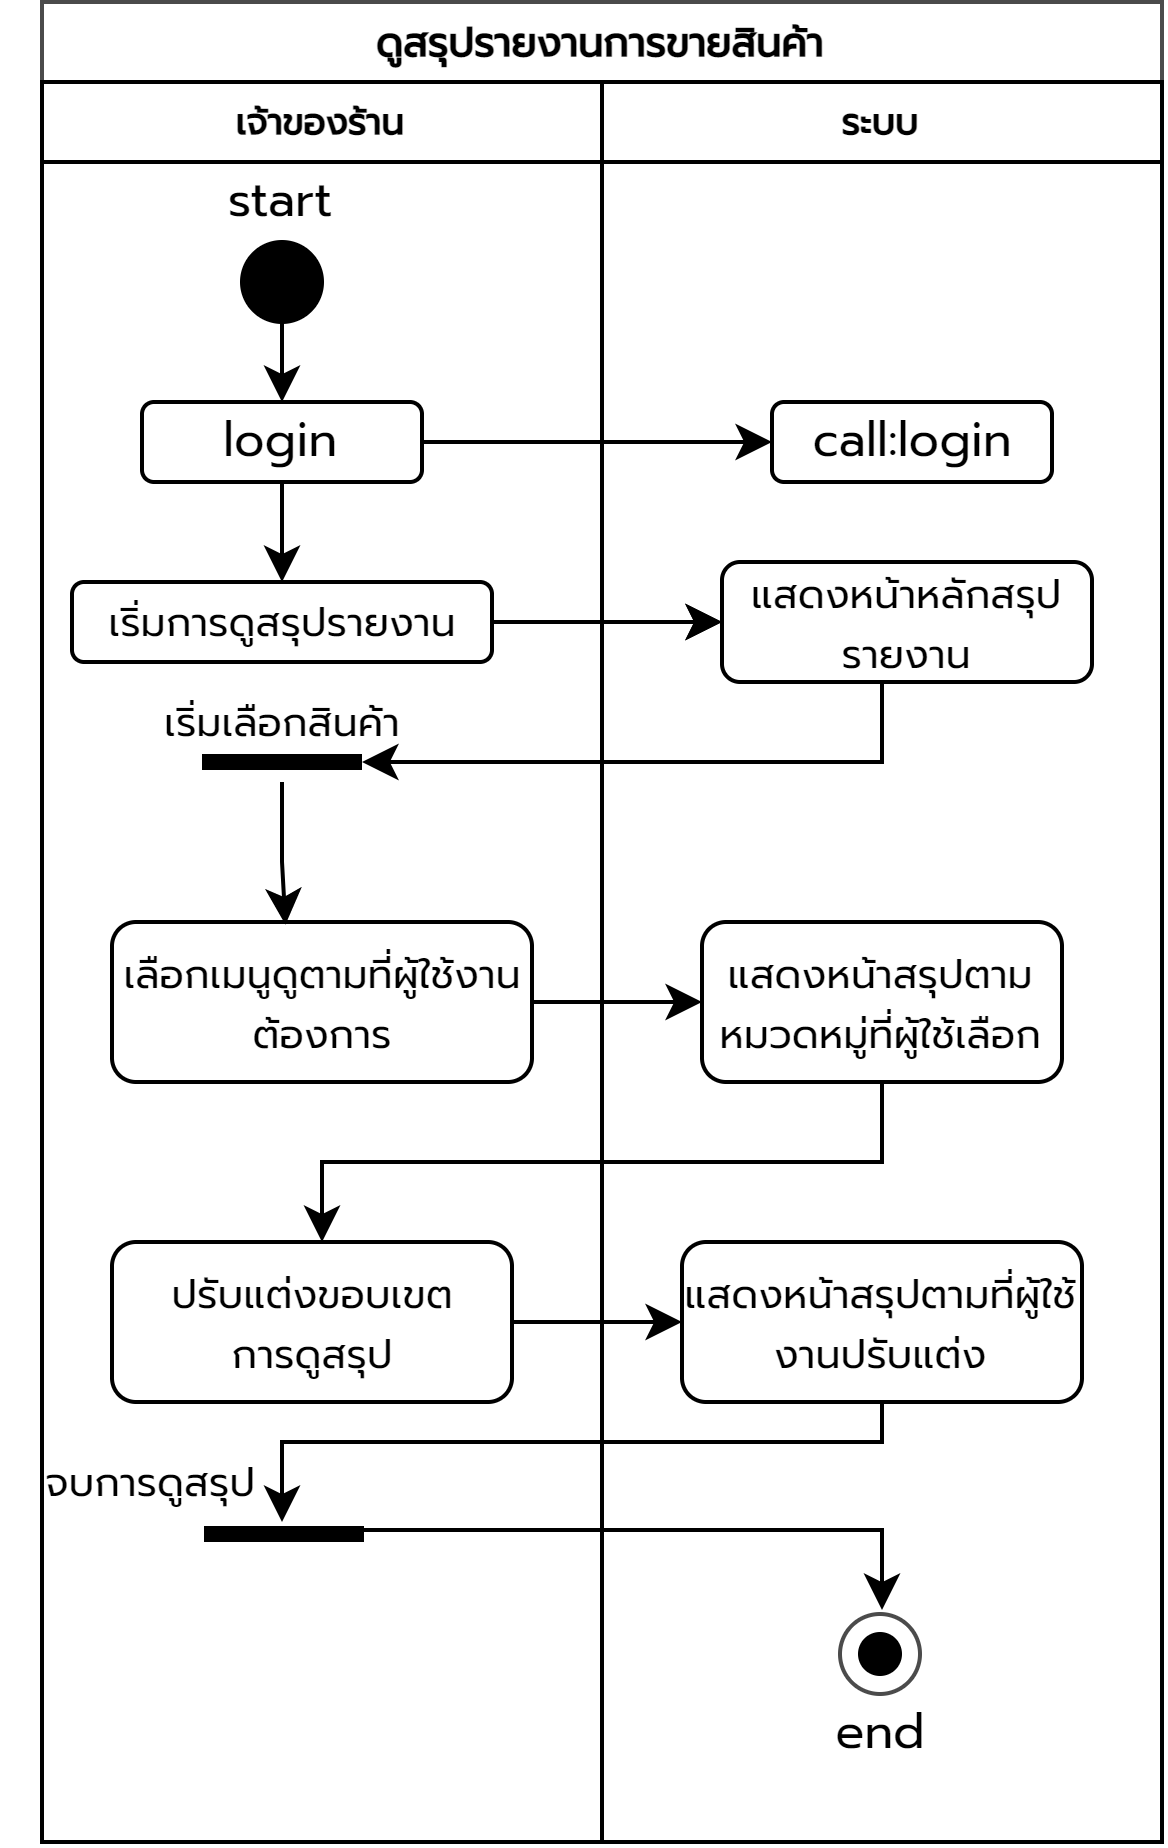 ดูสรุปรายงานการขายสินค้า
เจ้าของร้าน
ระบบ
start
login
call:login
เริ่มการดูสรุปรายงาน
แสดงหน้าหลักสรุป
รายงาน
เริ่มเลือกสินค้า
เลือกเมนูดูตามที่ผู้ใช้งาน
ต้องการ
แสดงหน้าสรุปตาม
หมวดหมู่ที่ผู้ใช้เลือก
ปรับแต่งขอบเขต
การดูสรุป
แสดงหน้าสรุปตามที่ผู้ใช้
งานปรับแต่ง
จบการดูสรุป
end